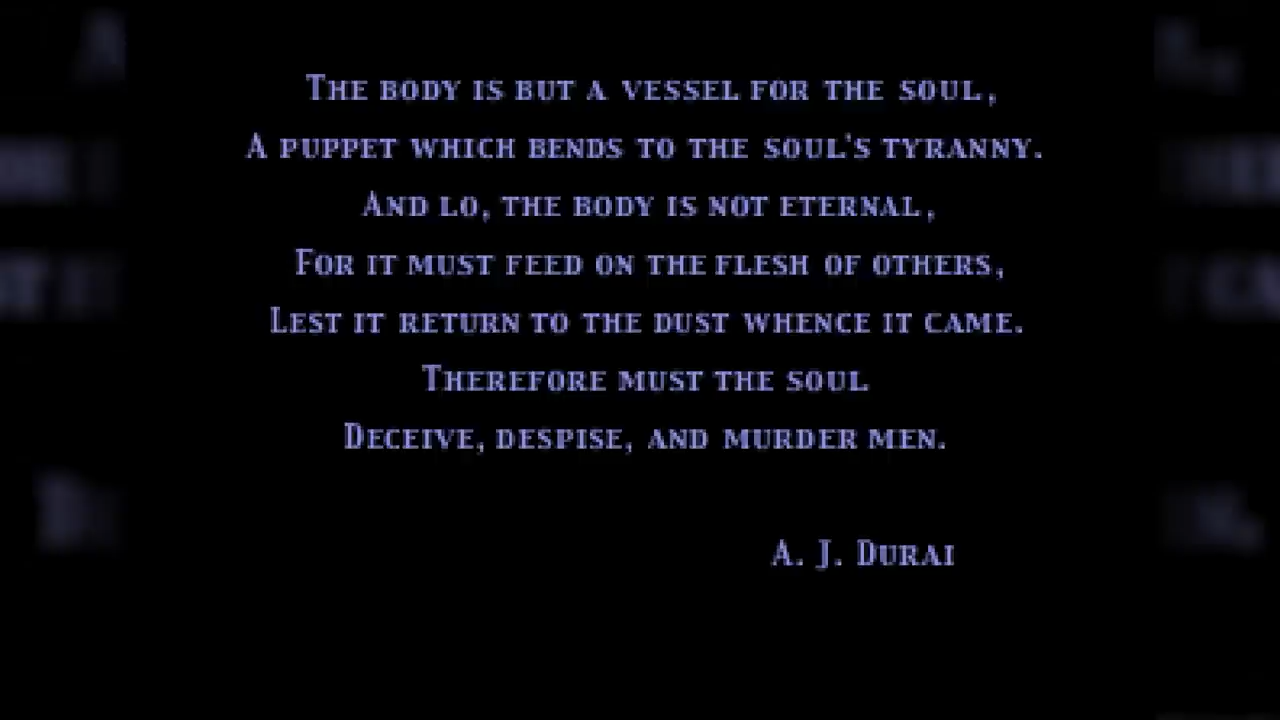 The body is but a vessel for the soul,
A puppet which bends to the soul's tyranny.
And lo, the body is not eternal,
For it must feed on the flesh of others,
Lest it return to the dust whence it came.
Therefore must the soul
Deceive, despise, and murder men.
A. J. Durai